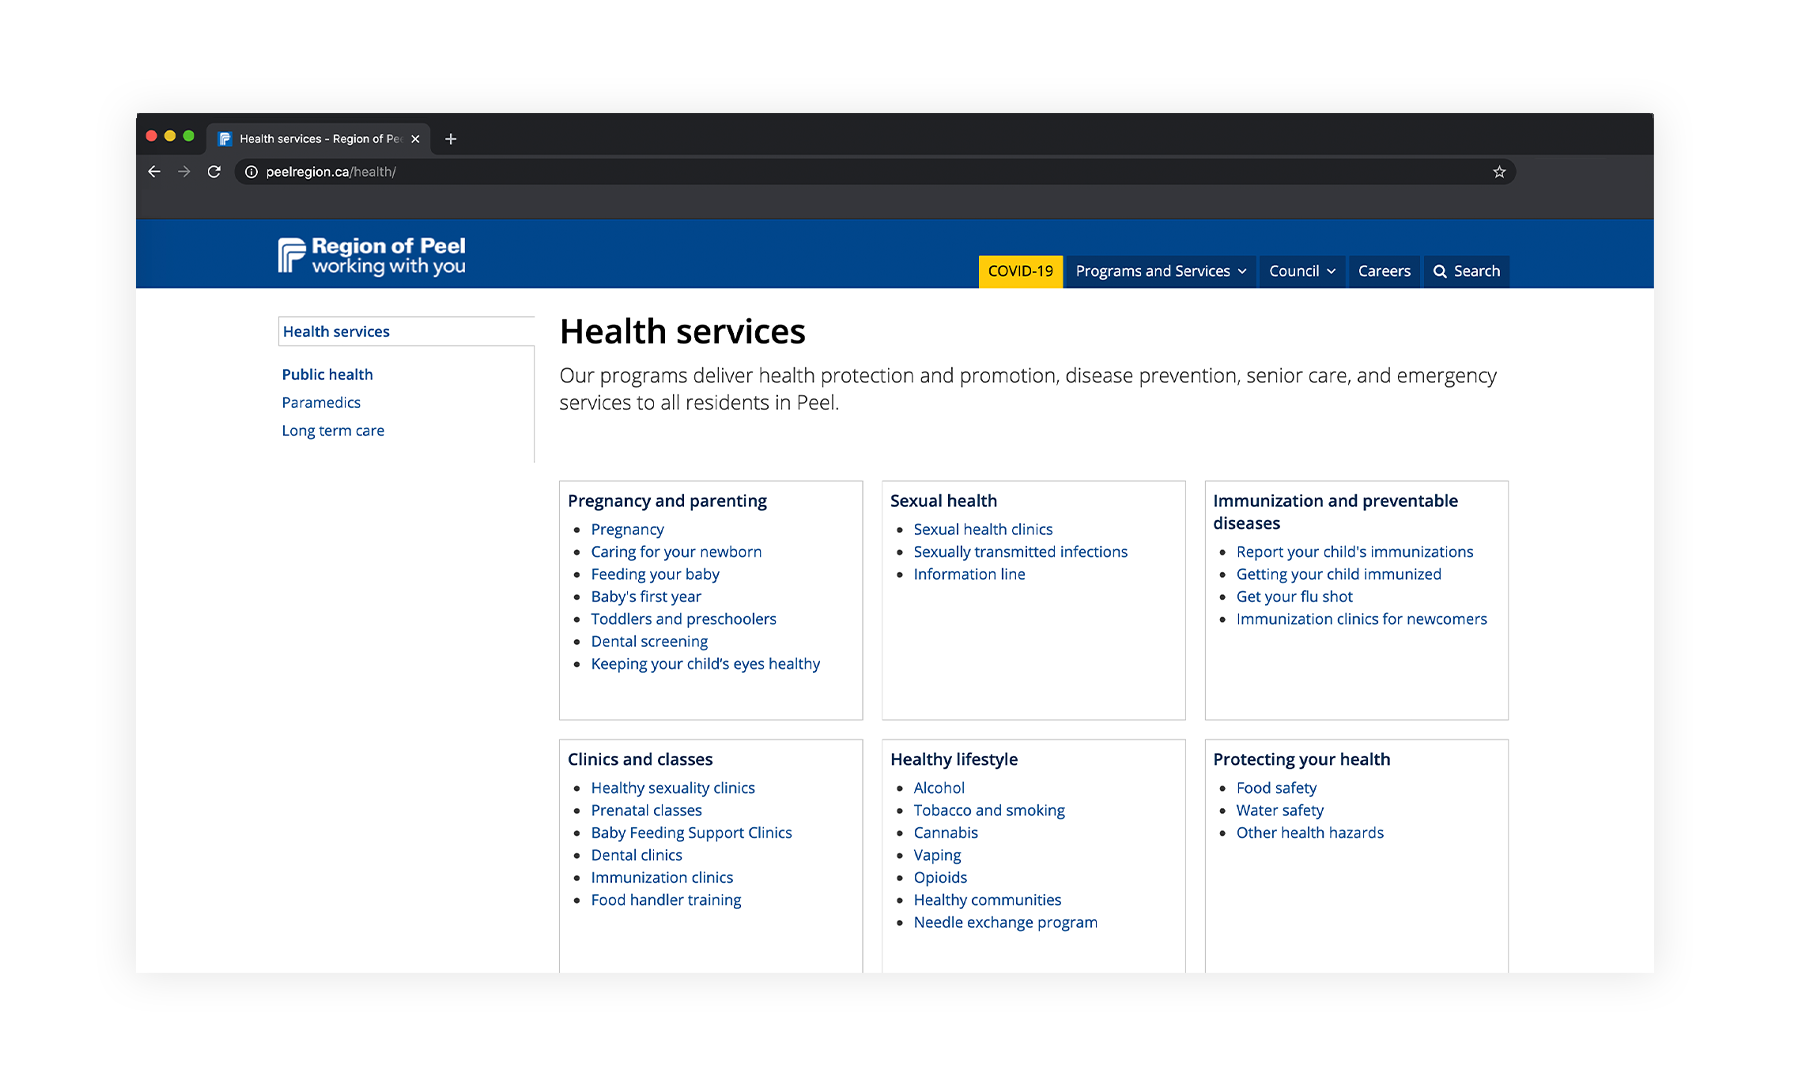 Health services - Region of Pe
peelregion.ca/health/
Region of Peel
working with you
COVID-19
Programs and Services
Council
Careers
Search
Health services
Public health
Paramedics
Long term care
Health services
Our programs deliver health protection and promotion, disease prevention, senior care, and emergency
services to all residents in Peel.
Pregnancy and parenting
Pregnancy
Caring for your newborn
Feeding your baby
Baby's first year
Toddlers and preschoolers
Dental screening
Keeping your child’s eyes healthy
Sexual health
Sexual health clinics
Sexually transmitted infections
Information line
Immunization and preventable
diseases
Report your child's immunizations
Getting your child immunized
Get your flu shot
Immunization clinics for newcomers
Clinics and classes
Healthy sexuality clinics
Prenatal classes
Baby Feeding Support Clinics
Dental clinics
Immunization clinics
Food handler training
Healthy lifestyle
Alcohol
Tobacco and smoking
Cannabis
Vaping
Opioids
Healthy communities
Needle exchange program
Protecting your health
Food safety
Water safety
Other health hazards